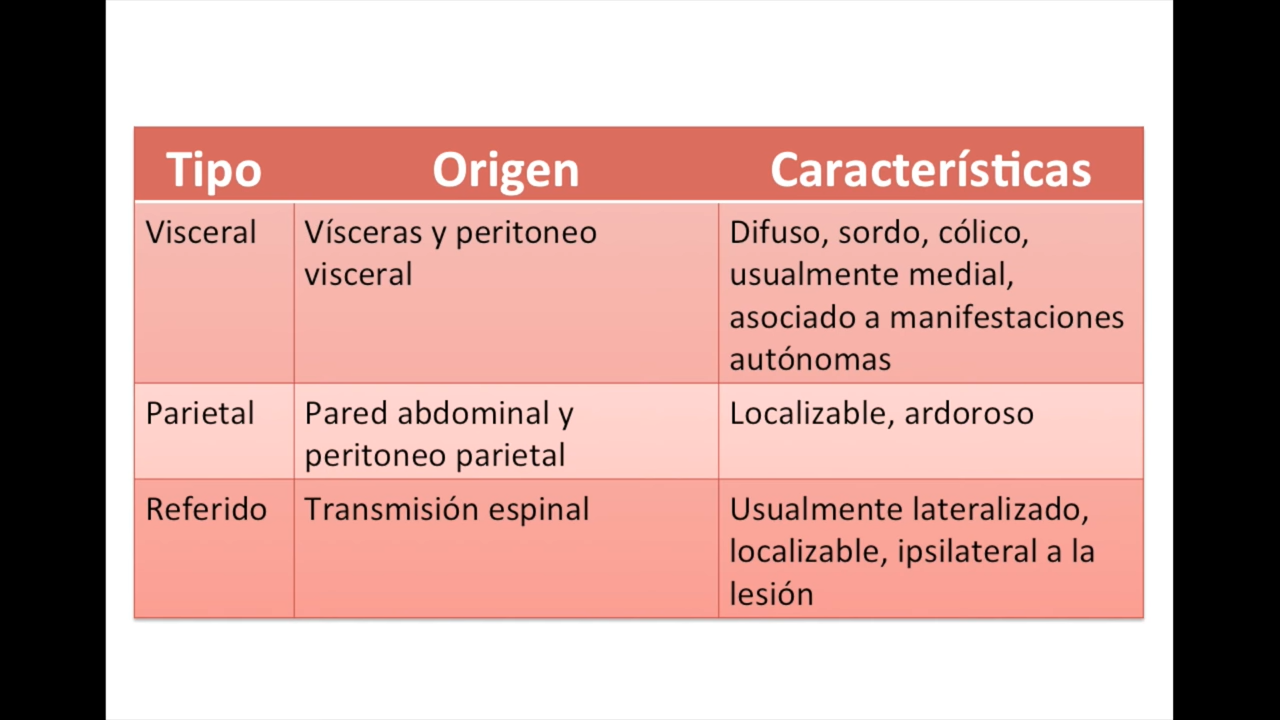 Tipo Origen Características
Visceral Vísceras y peritoneo visceral Difuso, sordo, cólico, usualmente medial, asociado a manifestaciones autónomas
Parietal Pared abdominal y peritoneo parietal Localizable, ardoroso
Referido Transmisión espinal Usualmente lateralizado, localizable, ipsilateral a la lesión